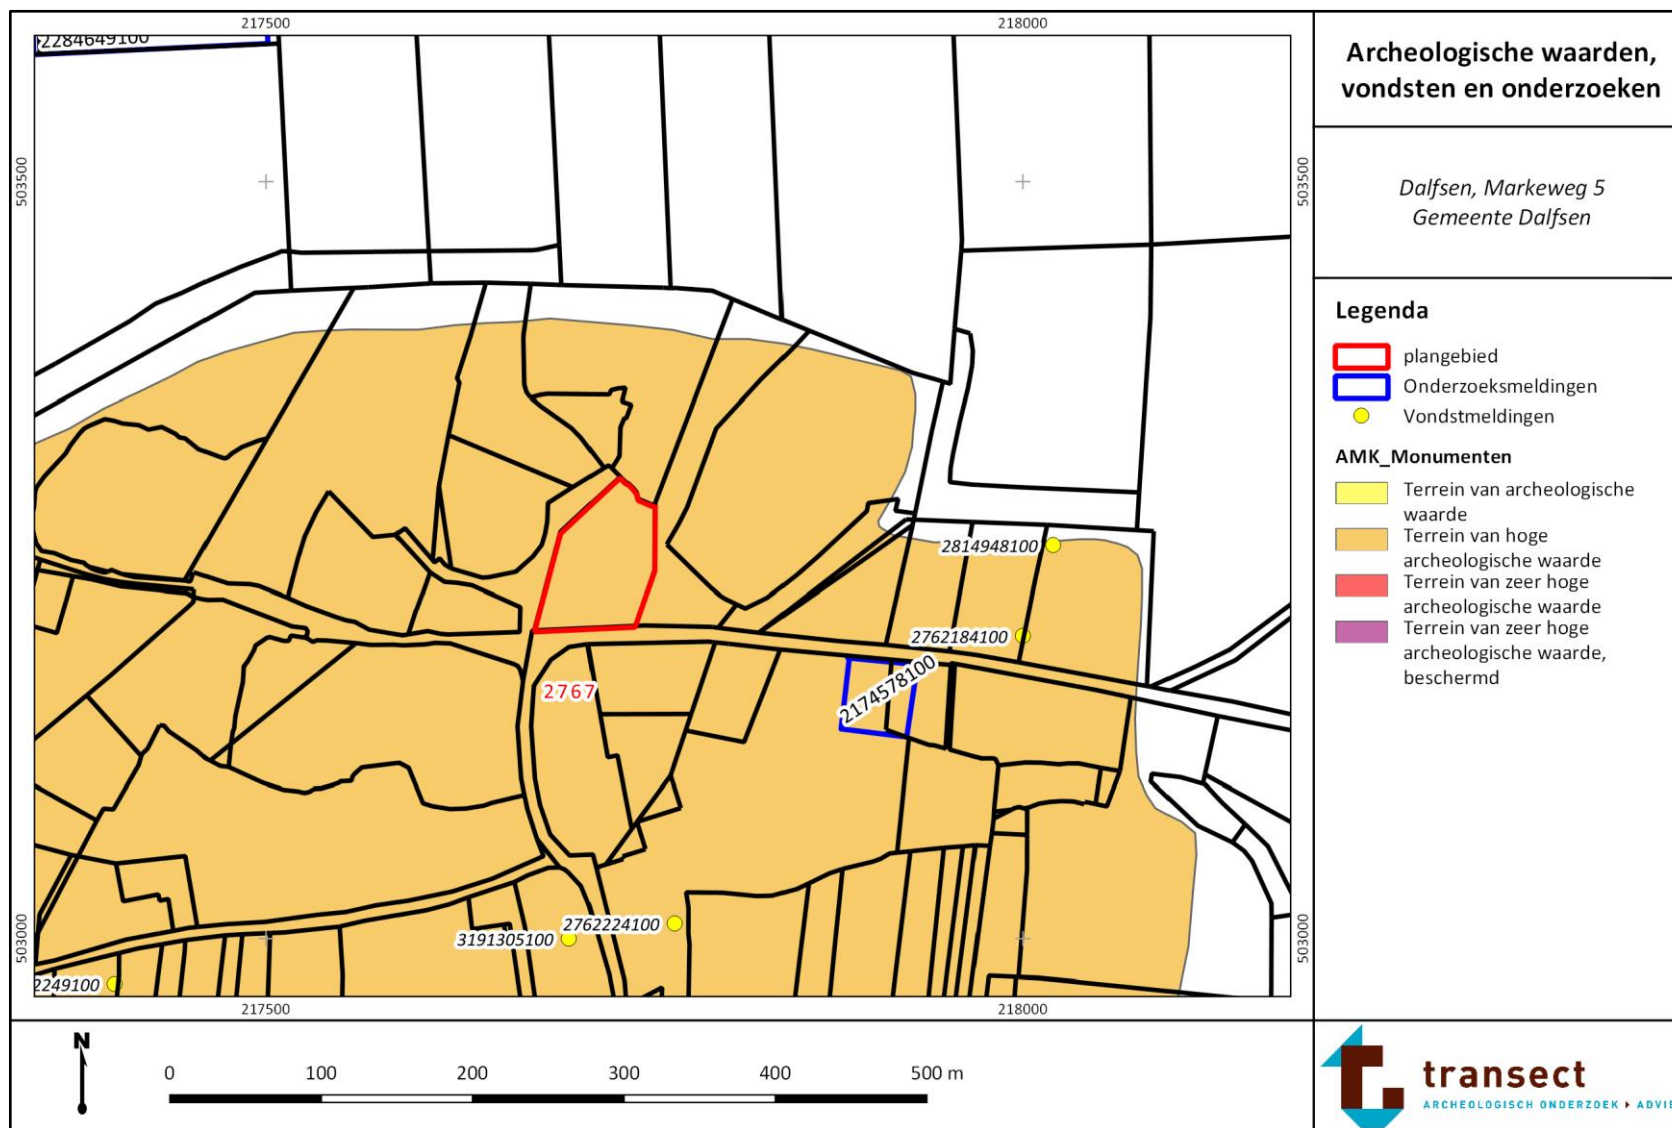 217500
218000
503500
503500
2284649100
2814948100
2762184100
2174578100
2767
2762224100
3191305100
2249100
503000
503000
217500
218000
Archeologische waarden,
vondsten en onderzoeken
Dalfsen, Markeweg 5
Gemeente Dalfsen
Legenda
plangebied
Onderzoeksmeldingen
Vondstmeldingen
AMK_Monumenten
Terrein van archeologische
waarde
Terrein van hoge
archeologische waarde
Terrein van zeer hoge
archeologische waarde
Terrein van zeer hoge
archeologische waarde,
beschermd
N
0 100 200 300 400 500 m
transect
ARCHEOLOGISCH ONDERZOEK ADVIE